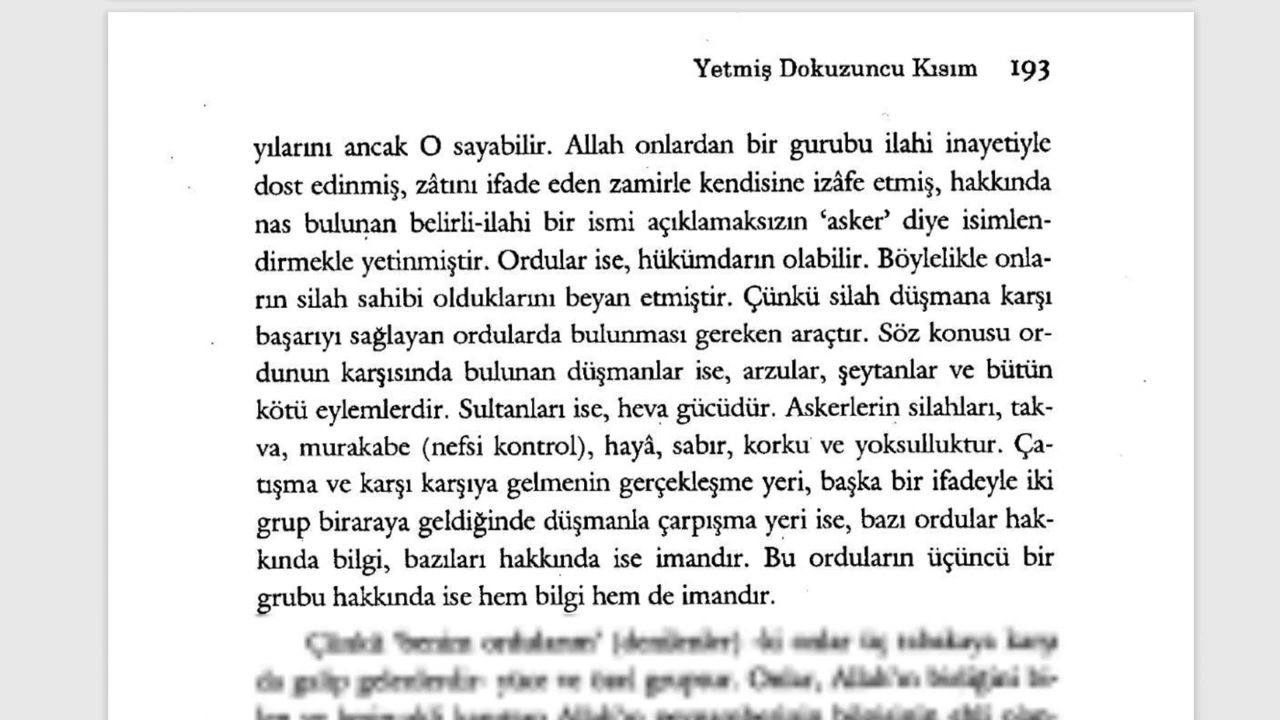 Yetmiş Dokuzuncu Kısım 193
yılarını ancak O sayabilir. Allah onlardan bir gurubu ilahi inayetiyle
dost edinmiş, zâtını ifade eden zamirle kendisine izâfe etmiş, hakkında
nas bulunan belirli-ilahi bir ismi açıklamaksızın ‘asker’ diye isimlen-
dirmekle yetinmiştir. Ordular ise, hükümdarın olabilir. Böylelikle onla-
rın silah sahibi olduklarını beyan etmiştir. Çünkü silah düşmana karşı
başarıyı sağlayan ordularda bulunması gereken araçtır. Söz konusu or-
dunun karşısında bulunan düşmanlar ise, arzular, şeytanlar ve bütün
kötü eylemlerdir. Sultanları ise, heva gücüdür. Askerlerin silahları, tak-
va, murakabe (nefsi kontrol), hayâ, sabır, korku ve yoksulluktur. Ça-
tışma ve karşı karşıya gelmenin gerçekleşme yeri, başka bir ifadeyle iki
grup biraraya geldiğinde düşmanla çarpışma yeri ise, bazı ordular hak-
kında bilgi, bazıları hakkında ise imandır. Bu orduların üçüncü bir
grubu hakkında ise hem bilgi hem de imandır.